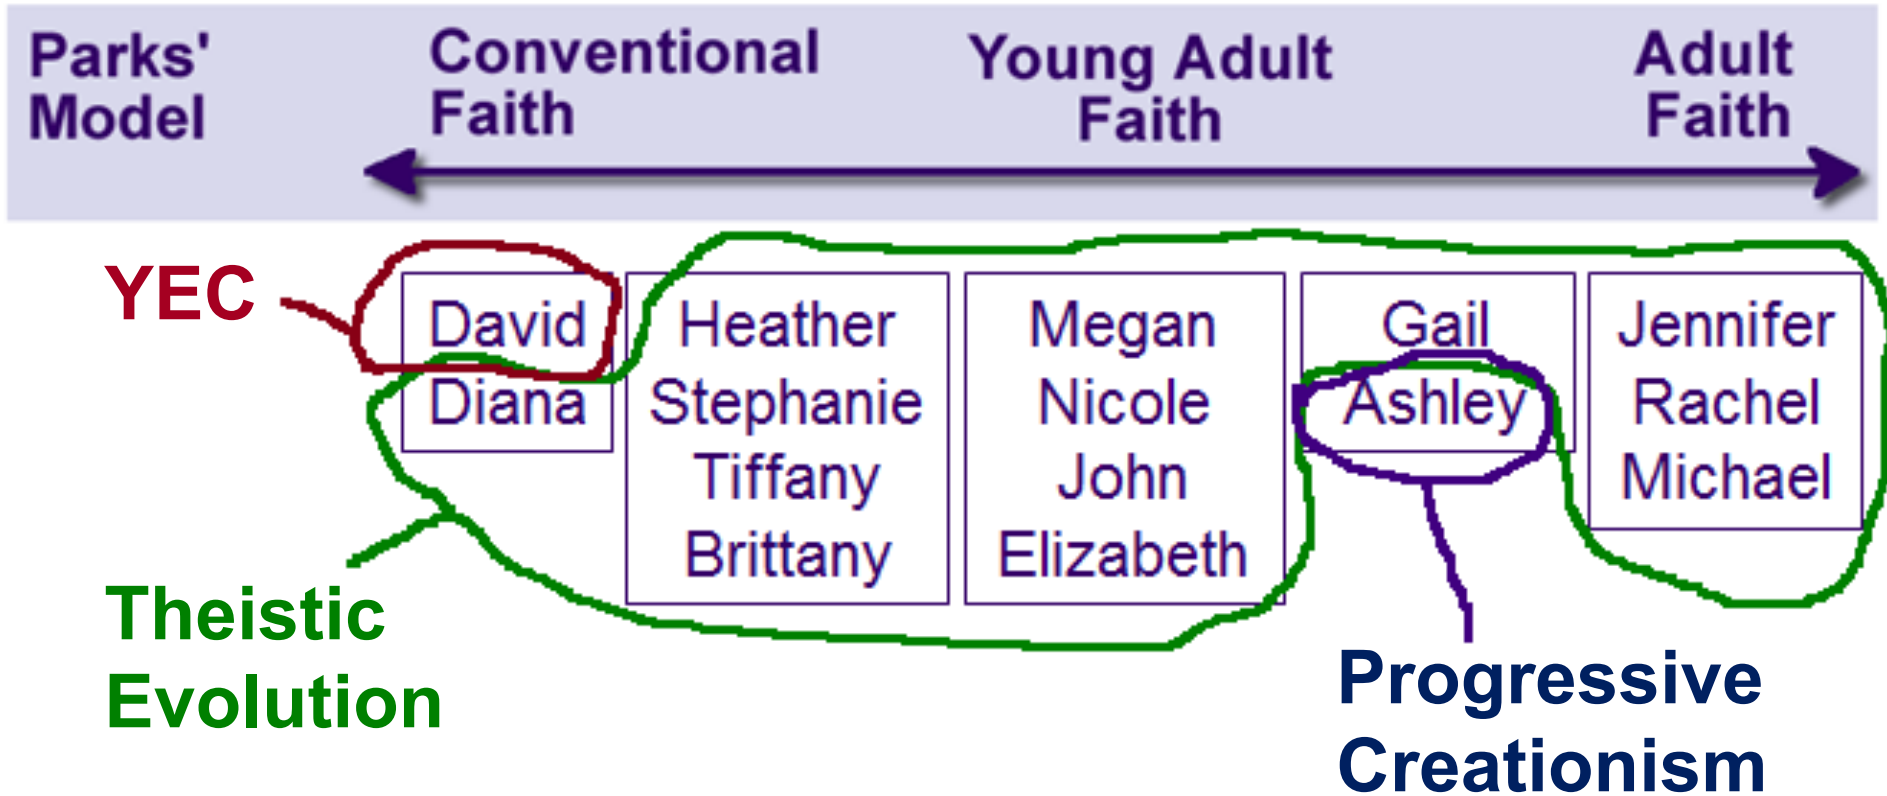 Parks'
Model
Conventional
Faith
Young Adult
Faith
Adult
Faith
YEC
David
Diana
Heather
Stephanie
Tiffany
Brittany
Megan
Nicole
John
Elizabeth
Gail
Ashley
Jennifer
Rachel
Michael
Theistic
Evolution
Progressive
Creationism